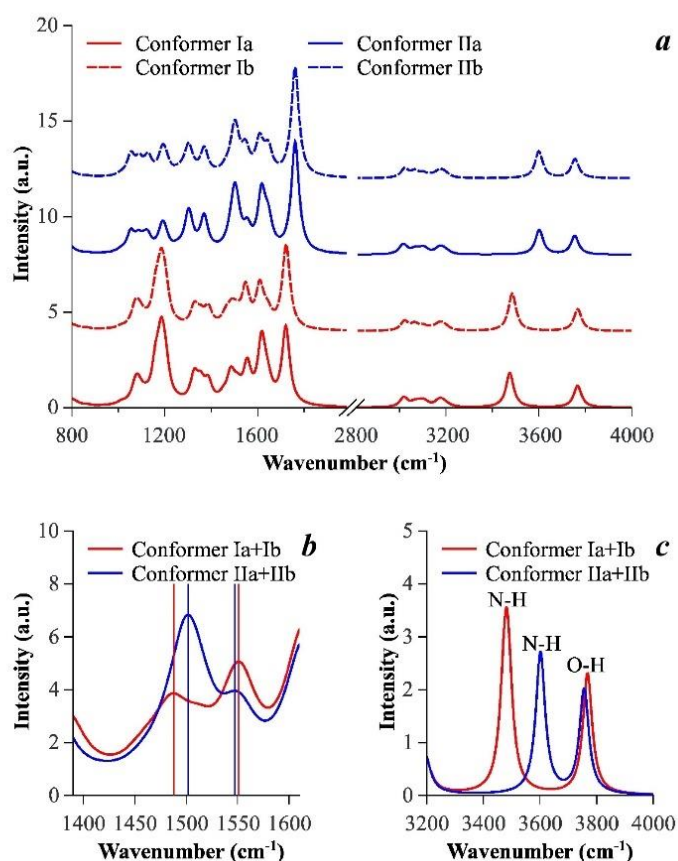 Conformer Ia
Conformer IIa
a
Conformer Ib
Conformer IIb
20
15
10
5
0
Intensity (a.u.)
800 1200 1600 2800 3200 3600 4000
Wavenumber (cm-1)
Conformer Ia+Ib
b
Conformer IIa+IIb
10
8
6
4
2
0
Intensity (a.u.)
1400 1450 1500 1550 1600
Wavenumber (cm-1)
Conformer Ia+Ib
c
Conformer IIa+IIb
N-H
N-H
O-H
5
4
3
2
1
0
Intensity (a.u.)
3200 3400 3600 3800 4000
Wavenumber (cm-1)